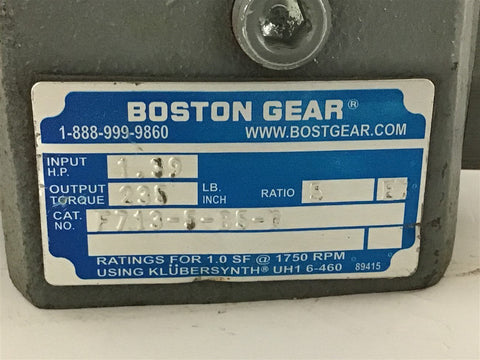 BOSTON GEAR®
1-888-999-9860 WWW.BOSTGEAR.COM
INPUT H.P. 1.39
OUTPUT TORQUE LB. INCH RATIO 5
CAT. NO.
RATINGS FOR 1.0 SF @ 1750 RPM
USING KLÜBERSYNTH® UH1 6-460 89415